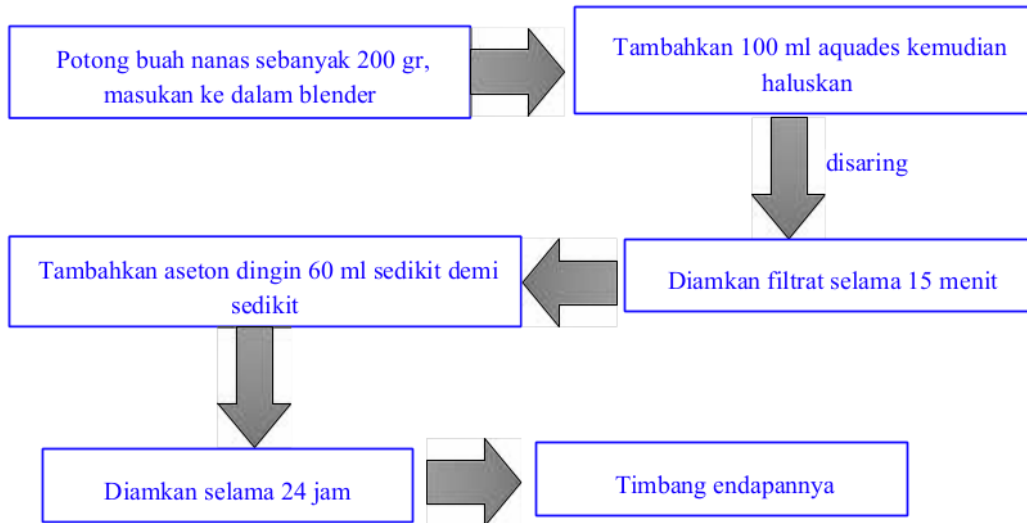 Potong buah nanas sebanyak 200 gr,
masukan ke dalam blender
Tambahkan 100 ml aquades kemudian
haluskan
disaring
Diamkan filtrat selama 15 menit
Tambahkan aseton dingin 60 ml sedikit demi
sedikit
Diamkan selama 24 jam
Timbang endapannya